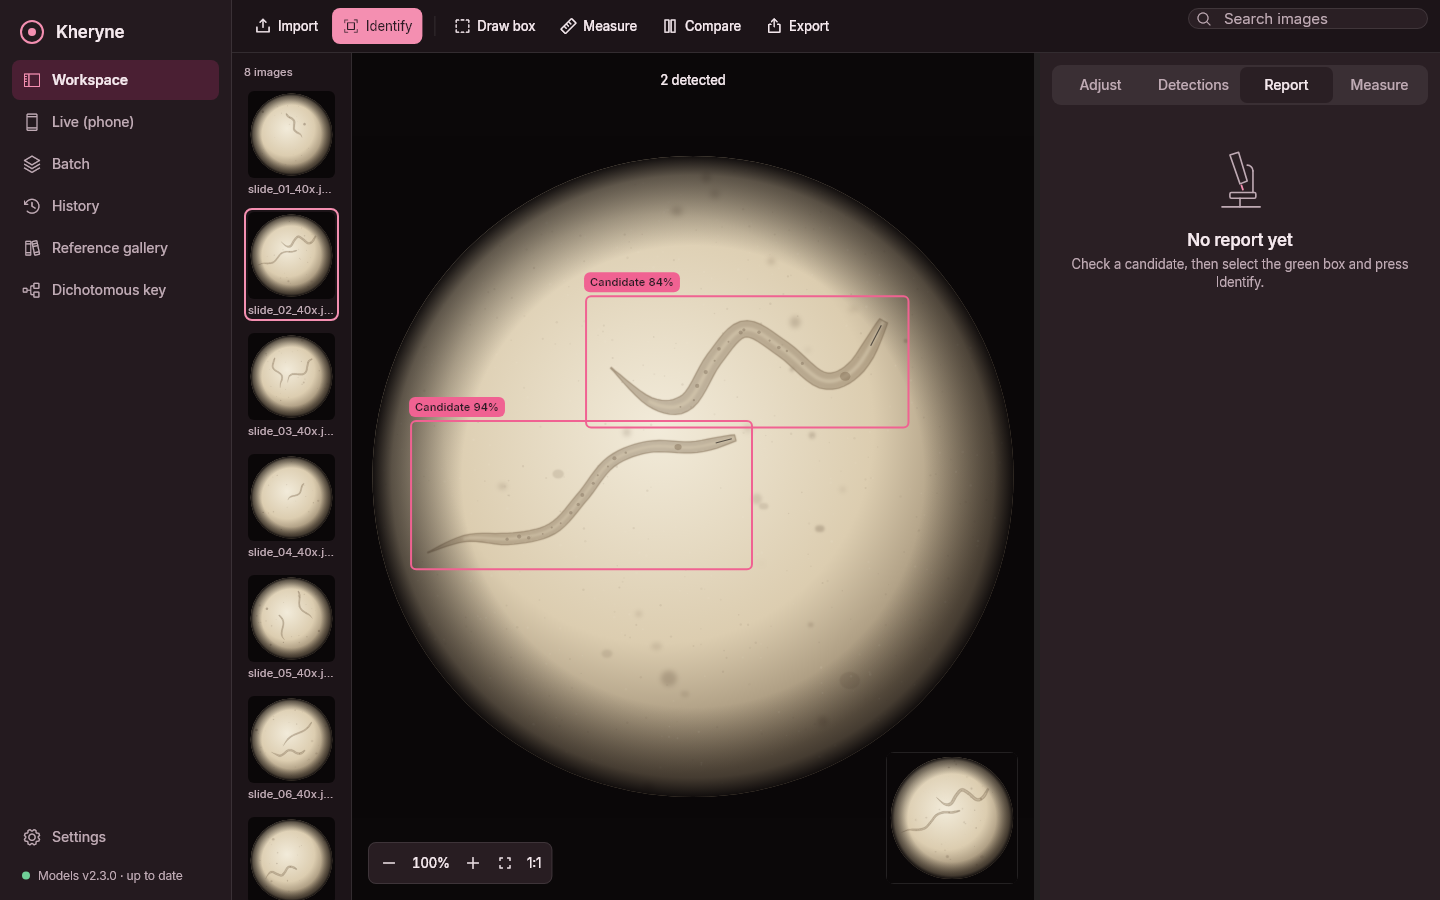 Kheryne
Workspace
Live (phone)
Batch
History
Reference gallery
Dichotomous key
Settings
Models v2.3.0 · up to date
Import
Identify
Draw box
Measure
Compare
Export
Search images
8 images
slide_01_40x.j...
slide_02_40x.j...
slide_03_40x.j...
slide_04_40x.j...
slide_05_40x.j...
slide_06_40x.j...
2 detected
Candidate 84%
Candidate 94%
100%
1:1
Adjust
Detections
Report
Measure
No report yet
Check a candidate, then select the green box and press
Identify.